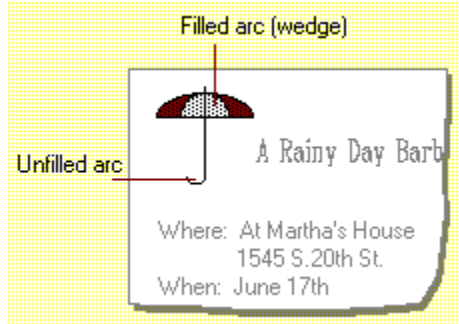 Filled arc (wedge)
A Rainy Day Barb
Unfilled arc
Where: At Martha's House
1545 S.20th St.
When: June 17th